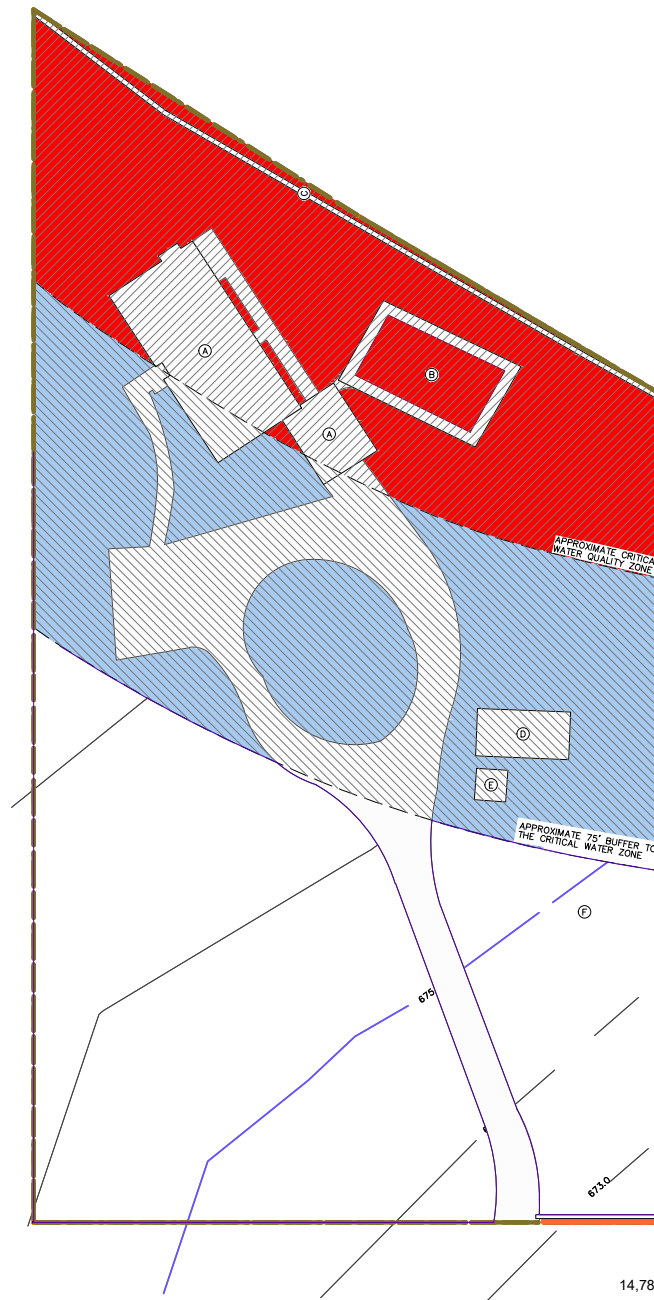 C
A
B
A
APPROXIMATE CRITICA
WATER QUALITY ZONE
D
E
APPROXIMATE 75' BUFFER TO
THE CRITICAL WATER ZONE
F
675
673.0
14,78